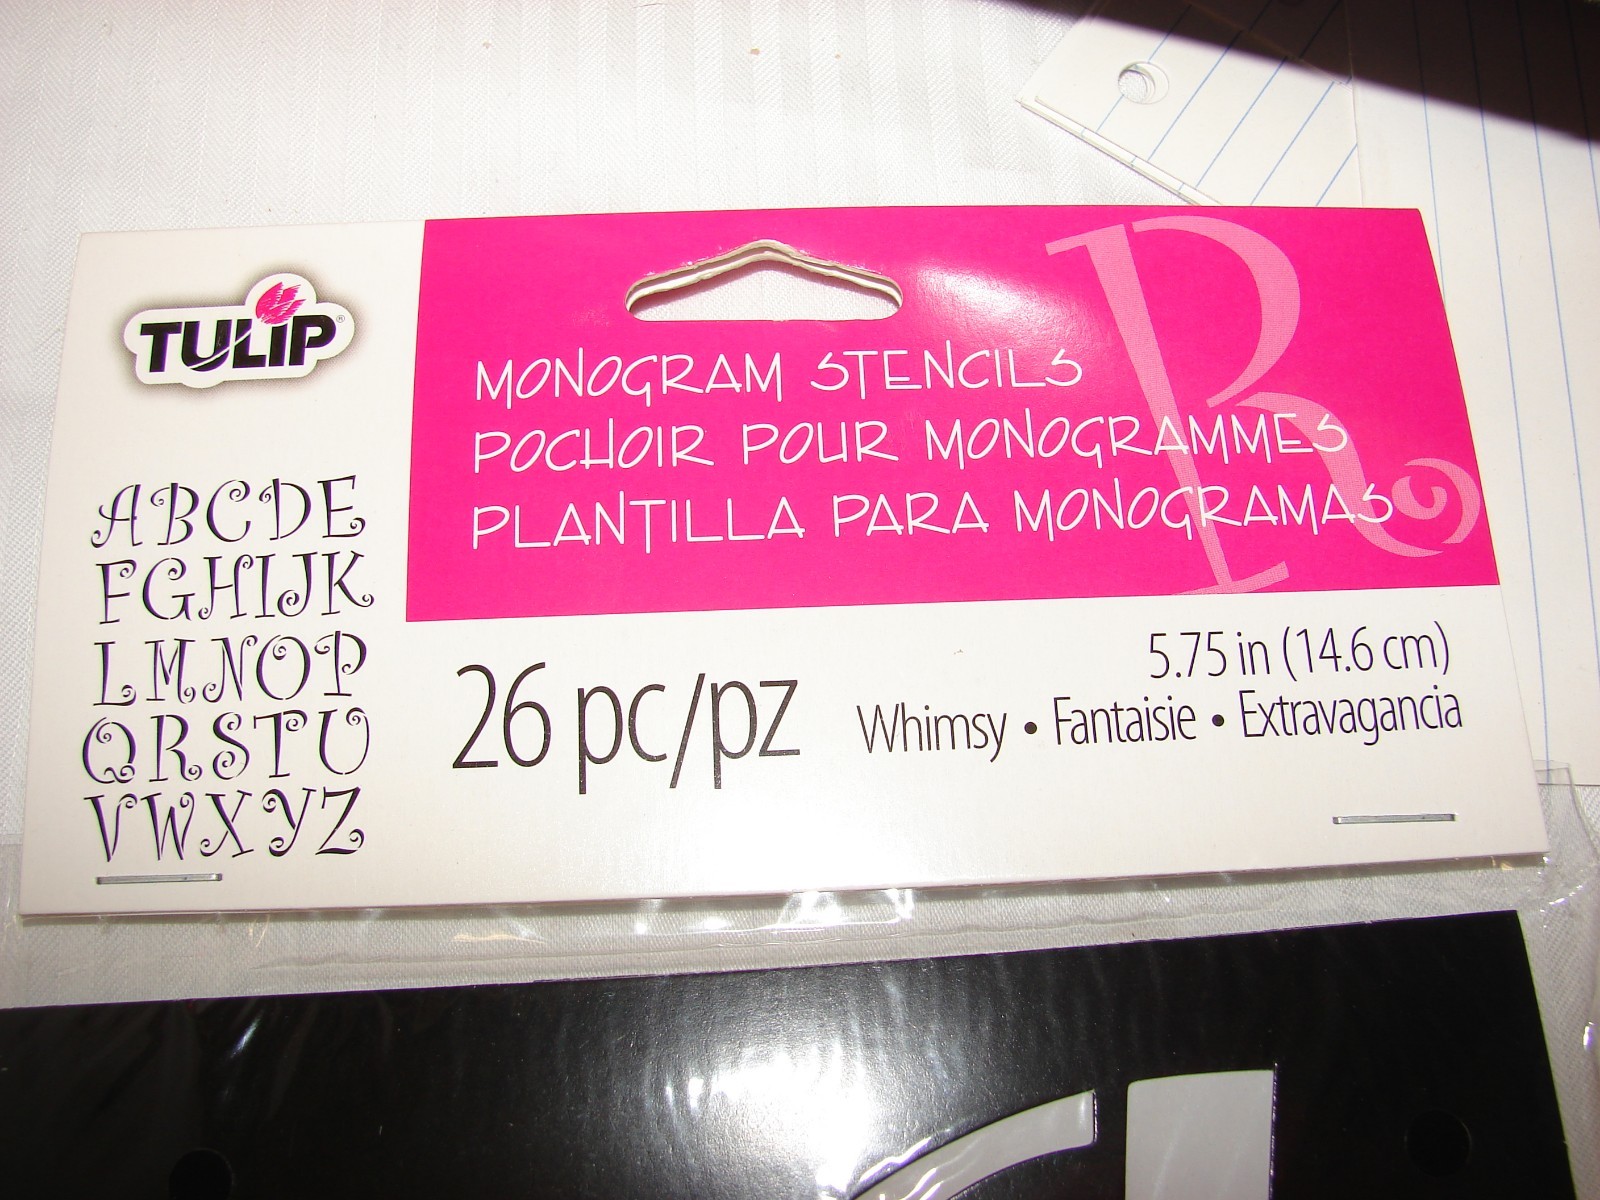 TULIP®
ABCDE
FGHIJK
LMNOP
QRSTU
VWXYZ
R
MONOGRAM STENCILS
POCHOIR POUR MONOGRAMMES
PLANTILLA PARA MONOGRAMAS
26 pc/pz
5.75 in (14.6 cm)
Whimsy • Fantaisie • Extravagancia